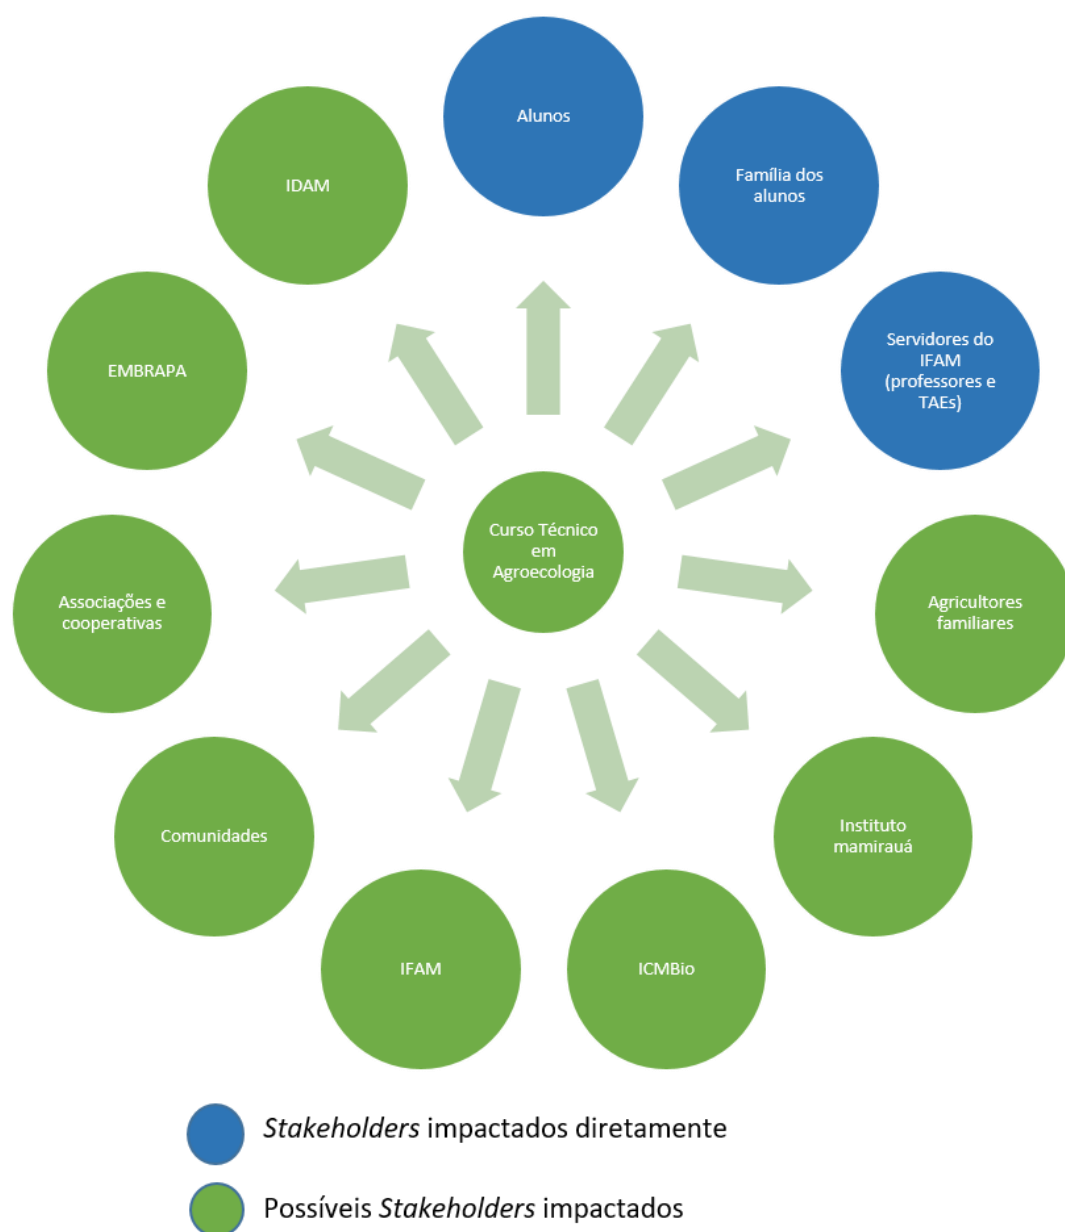 Alunos
Família dos
alunos
Servidores do
IFAM
(professores e
TAEs)
Agricultores
familiares
Instituto
mamirauá
ICMBio
IFAM
Comunidades
Associações e
cooperativas
EMBRAPA
IDAM
Curso Técnico
em
Agroecologia
Stakeholders impactados diretamente
Possíveis Stakeholders impactados